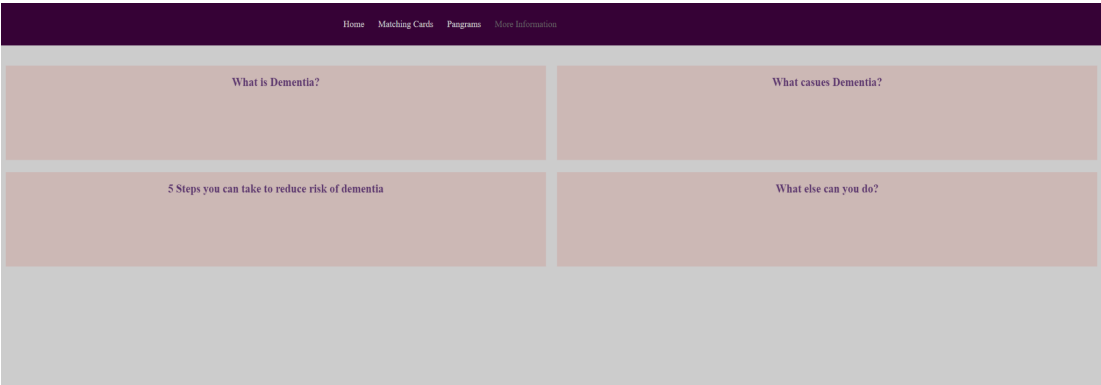 Home Matching Cards Pangrams More Information
What is Dementia? What casues Dementia?
5 Steps you can take to reduce risk of dementia What else can you do?